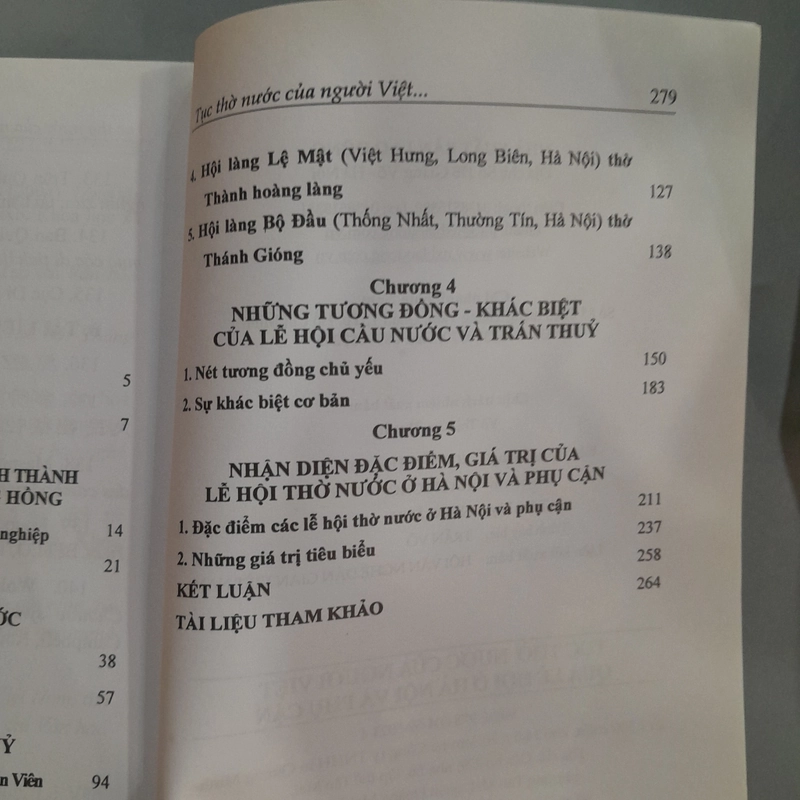 5
7
H THÀNH
HỒNG
nghiệp 14
21
ỚC
38
57
Ỷ
n Viên 94
Tục thờ nước của người Việt... 279
4. Hội làng Lệ Mật (Việt Hưng, Long Biên, Hà Nội) thờ
Thành hoàng làng 127
5. Hội làng Bộ Đầu (Thống Nhất, Thường Tín, Hà Nội) thờ
Thánh Gióng 138
Chương 4
NHỮNG TƯƠNG ĐỒNG - KHÁC BIỆT
CỦA LỄ HỘI CẦU NƯỚC VÀ TRẤN THUỶ
1. Nét tương đồng chủ yếu 150
2. Sự khác biệt cơ bản 183
Chương 5
NHẬN DIỆN ĐẶC ĐIỂM, GIÁ TRỊ CỦA
LỄ HỘI THỜ NƯỚC Ở HÀ NỘI VÀ PHỤ CẬN
1. Đặc điểm các lễ hội thờ nước ở Hà Nội và phụ cận 211
2. Những giá trị tiêu biểu 237
KẾT LUẬN 258
TÀI LIỆU THAM KHẢO 264